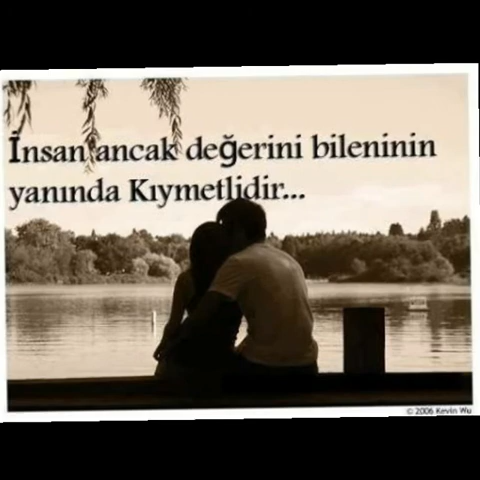 İnsan ancak değerini bileninin
yanında Kıymetlidir...
© 2006 Kevin Wu